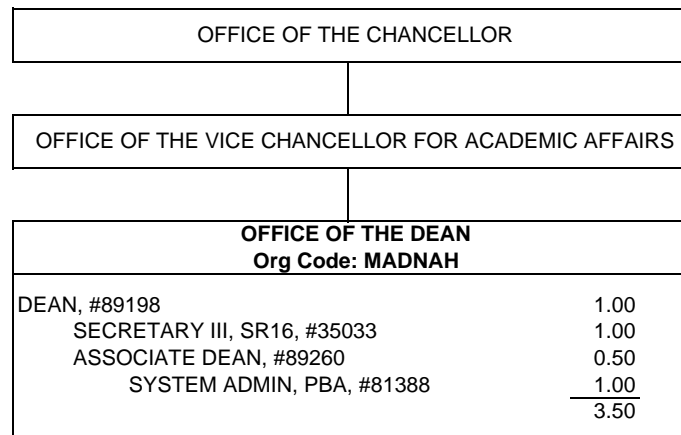 OFFICE OF THE CHANCELLOR
OFFICE OF THE VICE CHANCELLOR FOR ACADEMIC AFFAIRS
OFFICE OF THE DEAN
Org Code: MADNAH
DEAN, #89198 1.00
SECRETARY III, SR16, #35033 1.00
ASSOCIATE DEAN, #89260 0.50
SYSTEM ADMIN, PBA, #81388 1.00
3.50